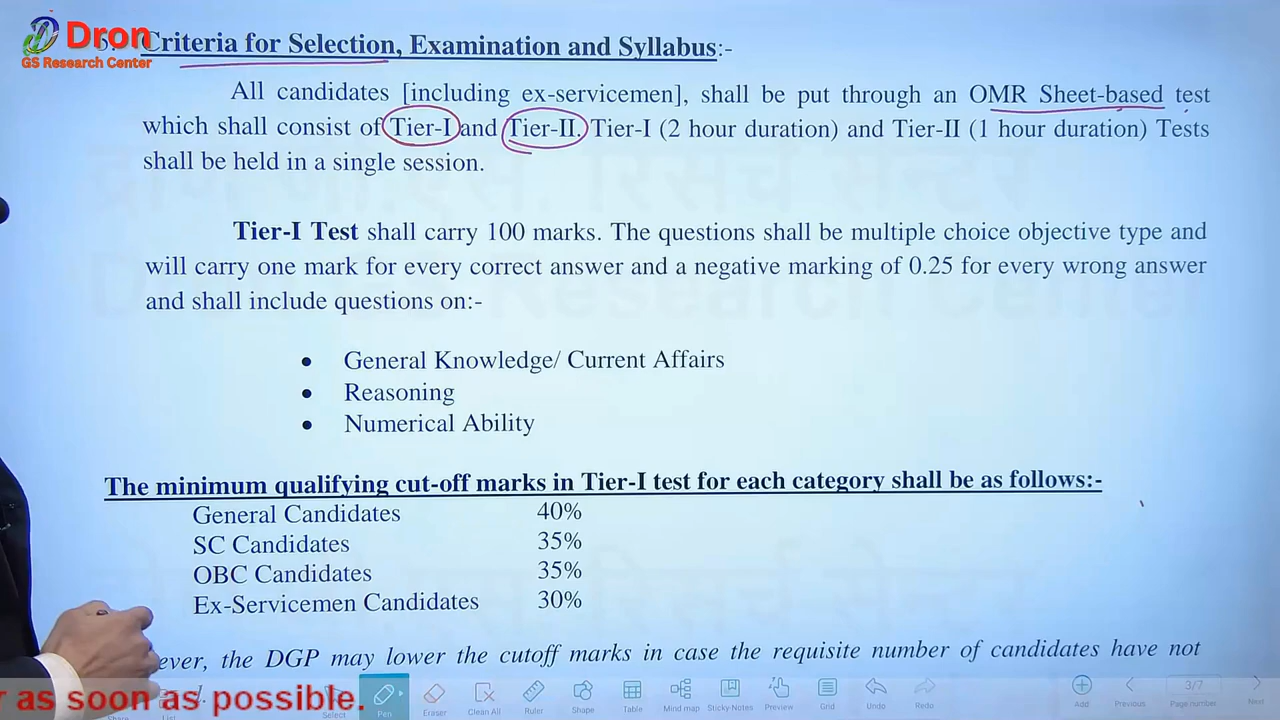 Dron
GS Research Center
Criteria for Selection, Examination and Syllabus:-
All candidates [including ex-servicemen], shall be put through an OMR Sheet-based test
which shall consist of Tier-I and Tier-II. Tier-I (2 hour duration) and Tier-II (1 hour duration) Tests
shall be held in a single session.
Tier-I Test shall carry 100 marks. The questions shall be multiple choice objective type and
will carry one mark for every correct answer and a negative marking of 0.25 for every wrong answer
and shall include questions on:-
• General Knowledge/ Current Affairs
• Reasoning
• Numerical Ability
The minimum qualifying cut-off marks in Tier-I test for each category shall be as follows:-
General Candidates 40%
SC Candidates 35%
OBC Candidates 35%
Ex-Servicemen Candidates 30%
the DGP may lower the cutoff marks in case the requisite number of candidates have not
as soon as possible.
Share List Select Pen Eraser Clean All Ruler Shape Table Mind map Sticky Notes Preview Grid Undo Redo Add Previous 3/7 Page number Next